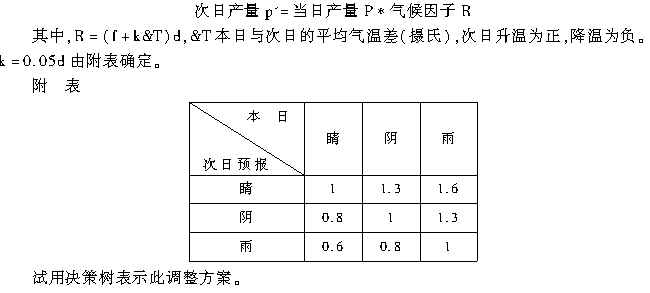 次日产量 p´= 当日产量 P * 气候因子 R
其中, R = (f + k&T) d, &T 本日与次日的平均气温差(摄氏), 次日升温为正, 降温为负。
k = 0.05d 由附表确定。
附 表
本 日
次日预报
晴 阴 雨
晴 1 1.3 1.6
阴 0.8 1 1.3
雨 0.6 0.8 1
试用决策树表示此调整方案。